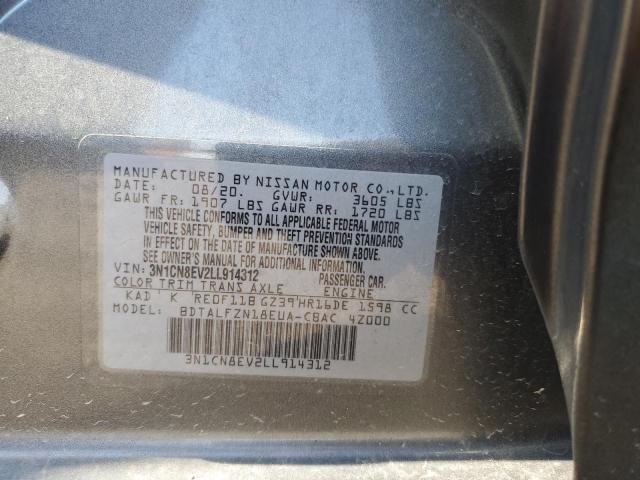 MANUFACTURED BY NISSAN MOTOR CO.,LTD.
DATE: 08/20. GVWR: 3605 LBS
GAWR FR: 1907 LBS GAWR RR: 1720 LBS
THIS VEHICLE CONFORMS TO ALL APPLICABLE FEDERAL MOTOR
VEHICLE SAFETY, BUMPER, AND THEFT PREVENTION STANDARDS
IN EFFECT ON THE DATE OF MANUFACTURE SHOWN ABOVE.
SEE OWNER'S MANUAL FOR ADDITIONAL INFORMATION.
VIN: 3N1CN8EV2LL914312 PASSENGER CAR.
COLOR TRIM TRANS AXLE ENGINE
KAD K RE0F11B GZ39 HR16DE 1598 CC
MODEL: BDTALFZN18EUA-CBAC 4Z000
3N1CN8EV2LL914312